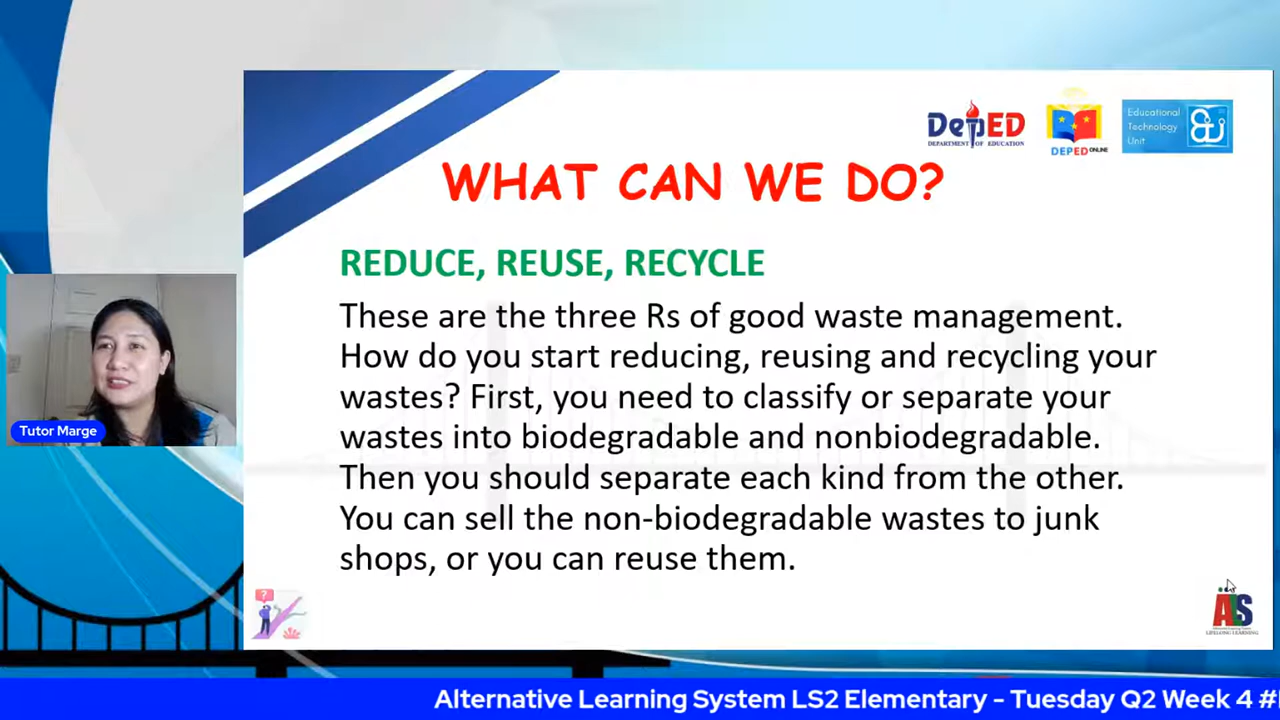 DepED
DEPARTMENT OF EDUCATION
DEPED ONLINE
Educational
Technology
Unit
WHAT CAN WE DO?
REDUCE, REUSE, RECYCLE
These are the three Rs of good waste management.
How do you start reducing, reusing and recycling your
wastes? First, you need to classify or separate your
wastes into biodegradable and nonbiodegradable.
Then you should separate each kind from the other.
You can sell the non-biodegradable wastes to junk
shops, or you can reuse them.
Tutor Marge
?
ALS
LIFELONG LEARNING
Alternative Learning System LS2 Elementary - Tuesday Q2 Week 4 #